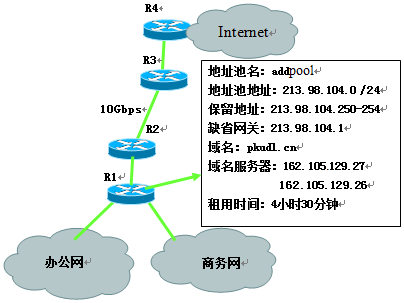 R4
Internet
R3
地址池名：addpool
地址池地址：213.98.104.0 /24
保留地址：213.98.104.250-254
10Gbps
缺省网关：213.98.104.1
R2
域名：pkudl.cn
域名服务器：162.105.129.27
162.105.129.26
R1
租用时间：4小时30分钟
办公网
商务网